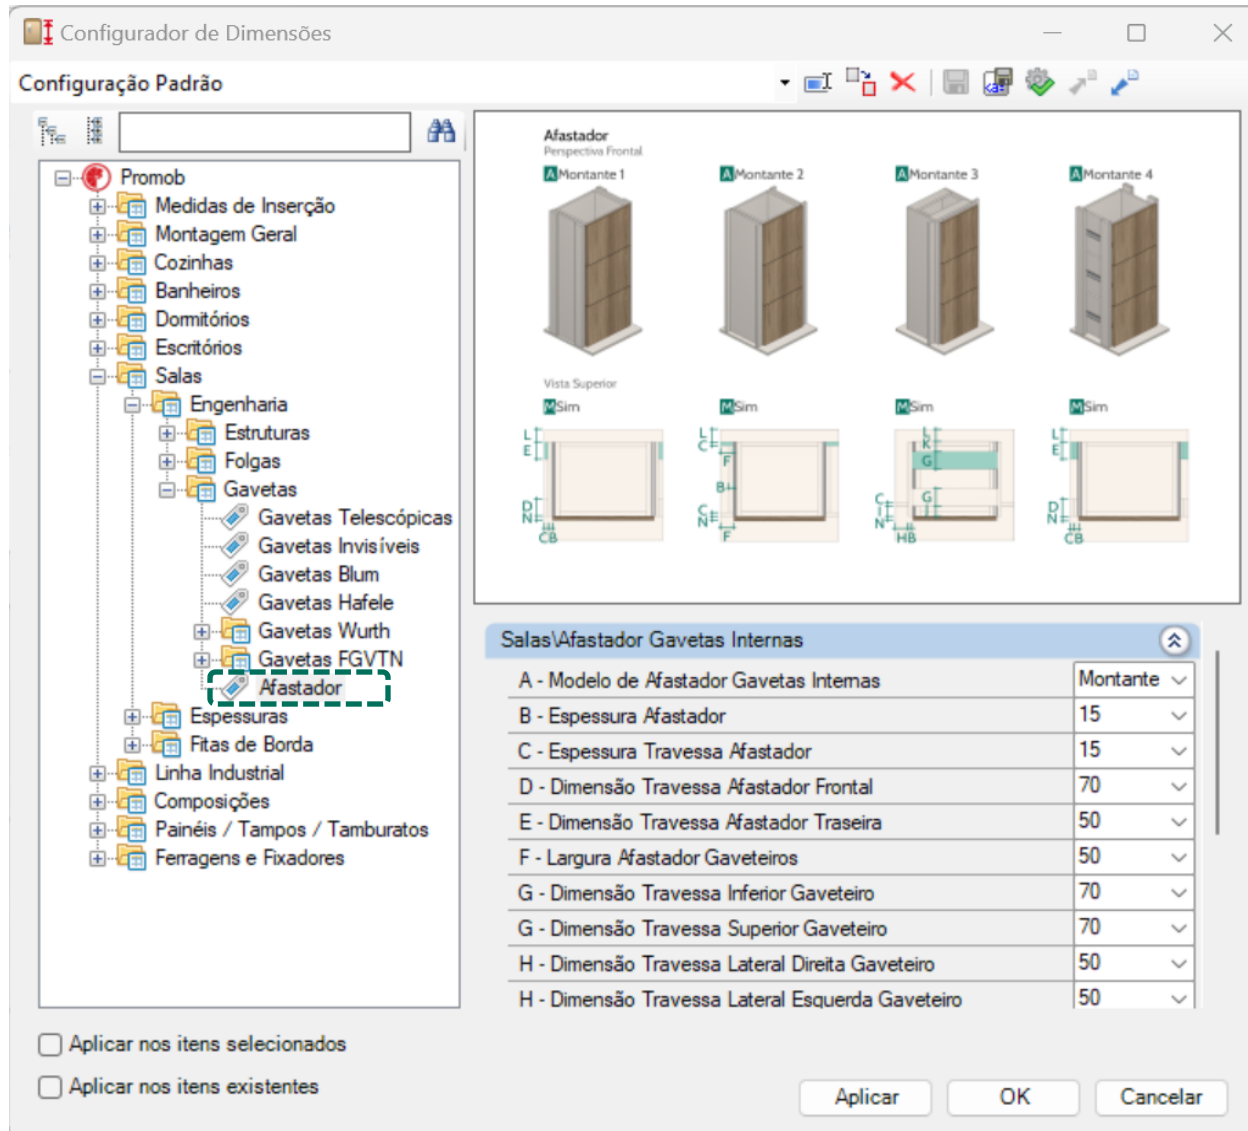 Configurador de Dimensões
Configuração Padrão
Promob
Medidas de Inserção
Montagem Geral
Cozinhas
Banheiros
Dormitórios
Escritórios
Salas
Engenharia
Estruturas
Folgas
Gavetas
Gavetas Telescópicas
Gavetas Invisíveis
Gavetas Blum
Gavetas Hafele
Gavetas Wurth
Gavetas FGVTN
Afastador
Espessuras
Fitas de Borda
Linha Industrial
Composições
Painéis / Tampos / Tamburatos
Ferragens e Fixadores
Afastador
Perspectiva Frontal
A Montante 1
A Montante 2
A Montante 3
A Montante 4
Vista Superior
M Sim
M Sim
M Sim
M Sim
L
E
D
N
CB
L
C
F
B
C
N
F
L
K
G
C
I
N
G
J
HB
L
E
D
N
CB
Salas\Afastador Gavetas Internas
A - Modelo de Afastador Gavetas Internas Montante
B - Espessura Afastador 15
C - Espessura Travessa Afastador 15
D - Dimensão Travessa Afastador Frontal 70
E - Dimensão Travessa Afastador Traseira 50
F - Largura Afastador Gaveteiros 50
G - Dimensão Travessa Inferior Gaveteiro 70
G - Dimensão Travessa Superior Gaveteiro 70
H - Dimensão Travessa Lateral Direita Gaveteiro 50
H - Dimensão Travessa Lateral Esquerda Gaveteiro 50
Aplicar nos itens selecionados
Aplicar nos itens existentes
Aplicar OK Cancelar